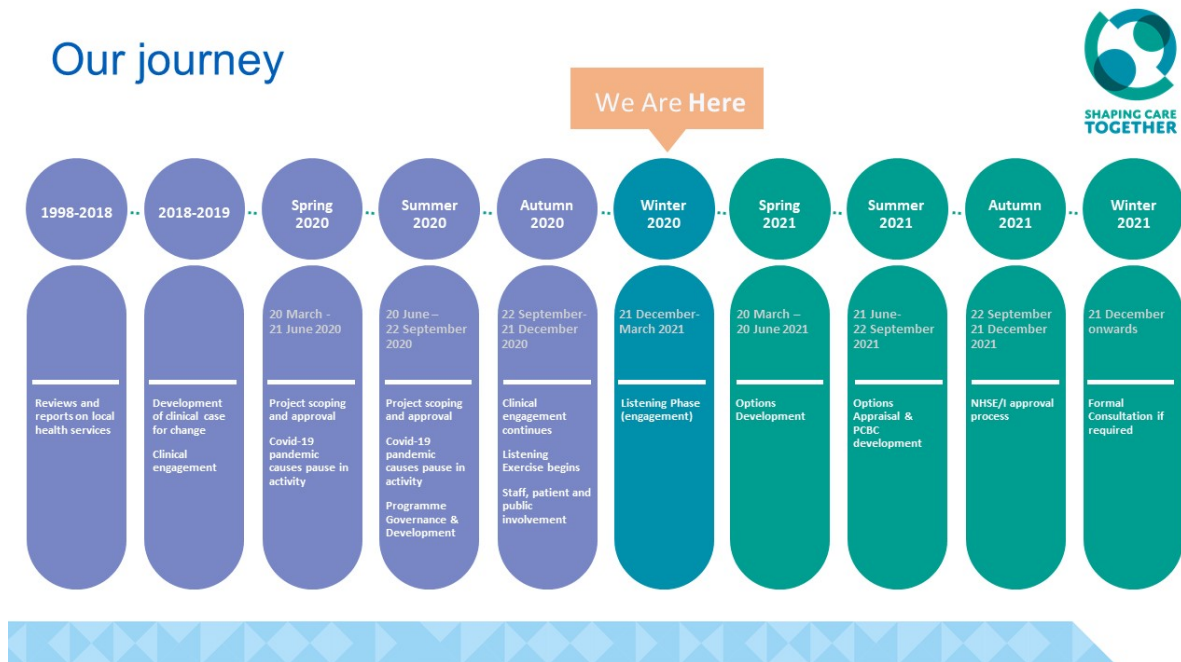 Our journey
SHAPING CARE
TOGETHER
We Are Here
1998-2018
2018-2019
Spring
2020
Summer
2020
Autumn
2020
Winter
2020
Spring
2021
Summer
2021
Autumn
2021
Winter
2021
Reviews and
reports on local
health services
Development
of clinical case
for change
Clinical
engagement
20 March -
21 June 2020
Project scoping
and approval
Covid-19
pandemic
causes pause in
activity
20 June –
22 September
2020
Project scoping
and approval
Covid-19
pandemic
causes pause in
activity
Programme
Governance &
Development
22 September-
21 December
2020
Clinical
engagement
continues
Listening
Exercise begins
Staff, patient and
public
involvement
21 December-
March 2021
Listening Phase
(engagement)
20 March –
20 June 2021
Options
Development
21 June-
22 September
2021
Options
Appraisal &
PCBC
development
22 September
21 December
2021
NHSE/I approval
process
21 December
onwards
Formal
Consultation if
required